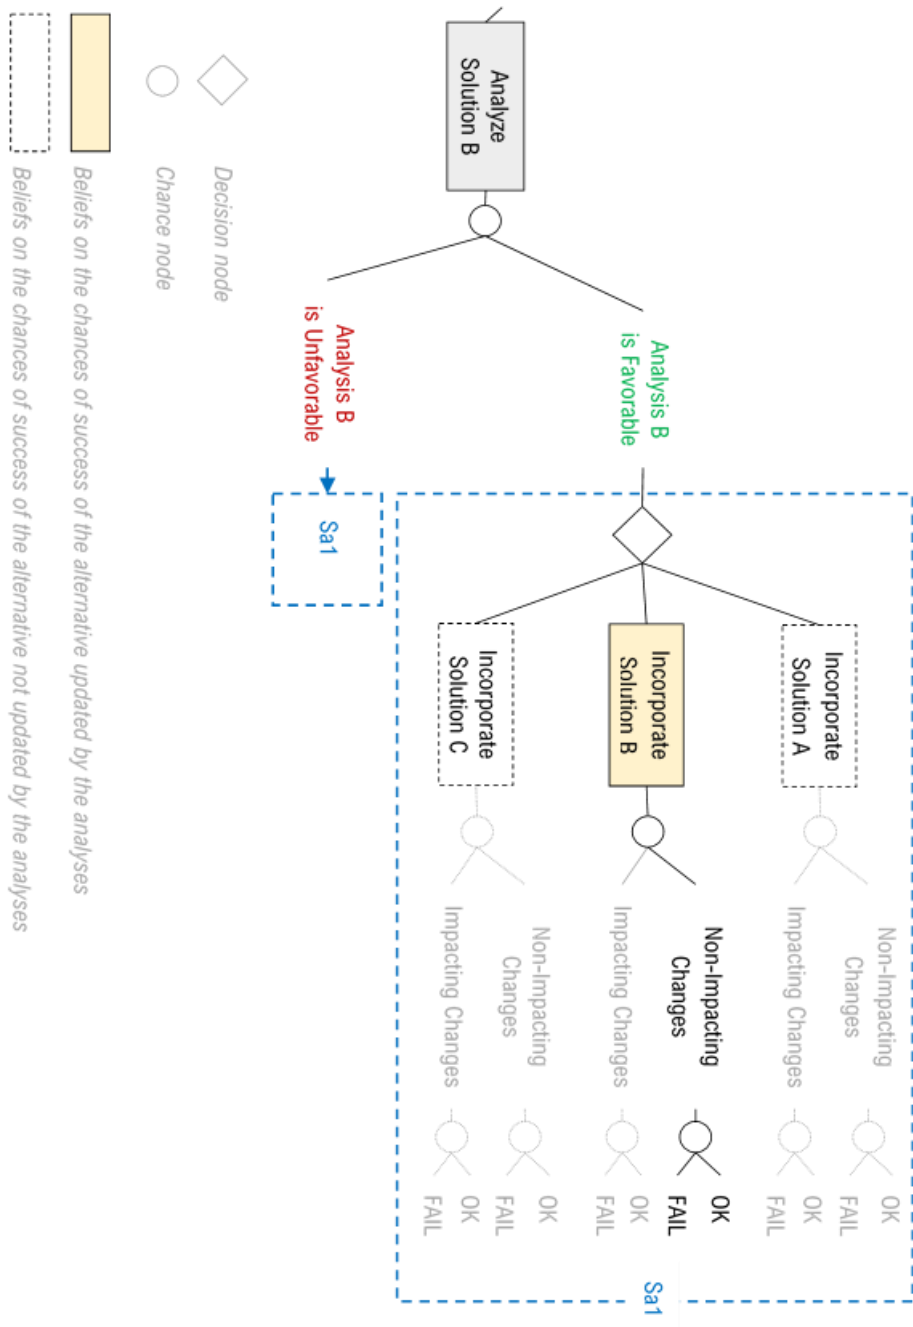 Analyze
Solution B
Analysis B
is Favorable
Analysis B
is Unfavorable
Sa1
Incorporate
Solution A
Incorporate
Solution B
Incorporate
Solution C
Non-Impacting
Changes
Impacting Changes
Non-Impacting
Changes
Impacting Changes
Non-Impacting
Changes
Impacting Changes
OK
FAIL
OK
FAIL
OK
FAIL
OK
FAIL
OK
FAIL
OK
FAIL
Sa1
Decision node
Chance node
Beliefs on the chances of success of the alternative updated by the analyses
Beliefs on the chances of success of the alternative not updated by the analyses